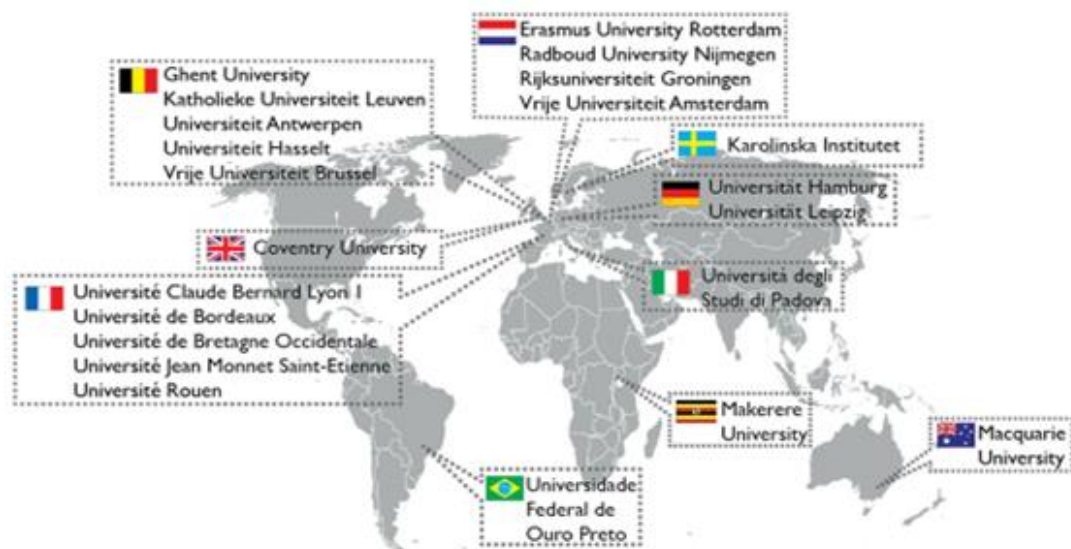 Erasmus University Rotterdam
Radboud University Nijmegen
Rijksuniversiteit Groningen
Vrije Universiteit Amsterdam
Ghent University
Katholieke Universiteit Leuven
Universiteit Antwerpen
Universiteit Hasselt
Vrije Universiteit Brussel
Karolinska Institutet
Universität Hamburg
Universität Leipzig
Coventry University
Universitá degli
Studi di Padova
Université Claude Bernard Lyon 1
Université de Bordeaux
Université de Bretagne Occidentale
Université Jean Monnet Saint-Etienne
Université Rouen
Makerere
University
Macquarie
University
Universidade
Federal de
Ouro Preto